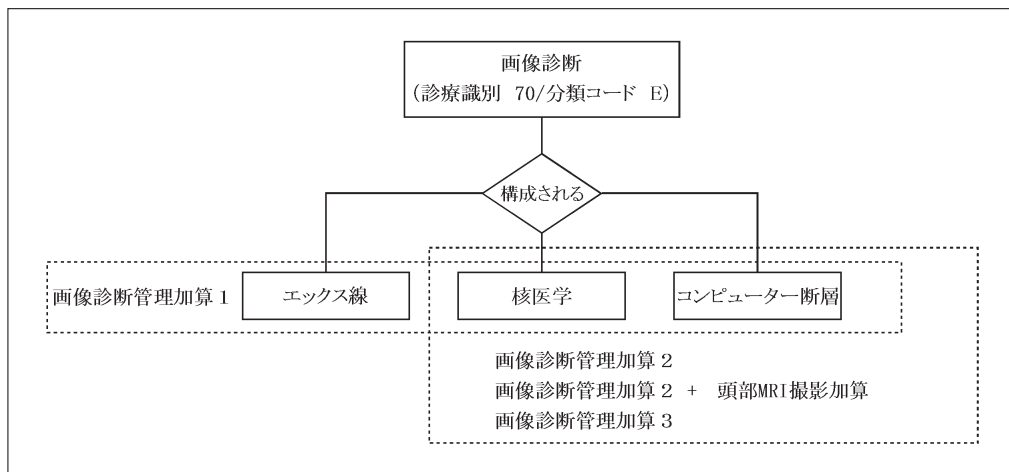 画像診断
(診療識別 70/分類コード E)
構成される
画像診断管理加算1
エックス線
核医学
コンピューター断層
画像診断管理加算2
画像診断管理加算2 + 頭部MRI撮影加算
画像診断管理加算3